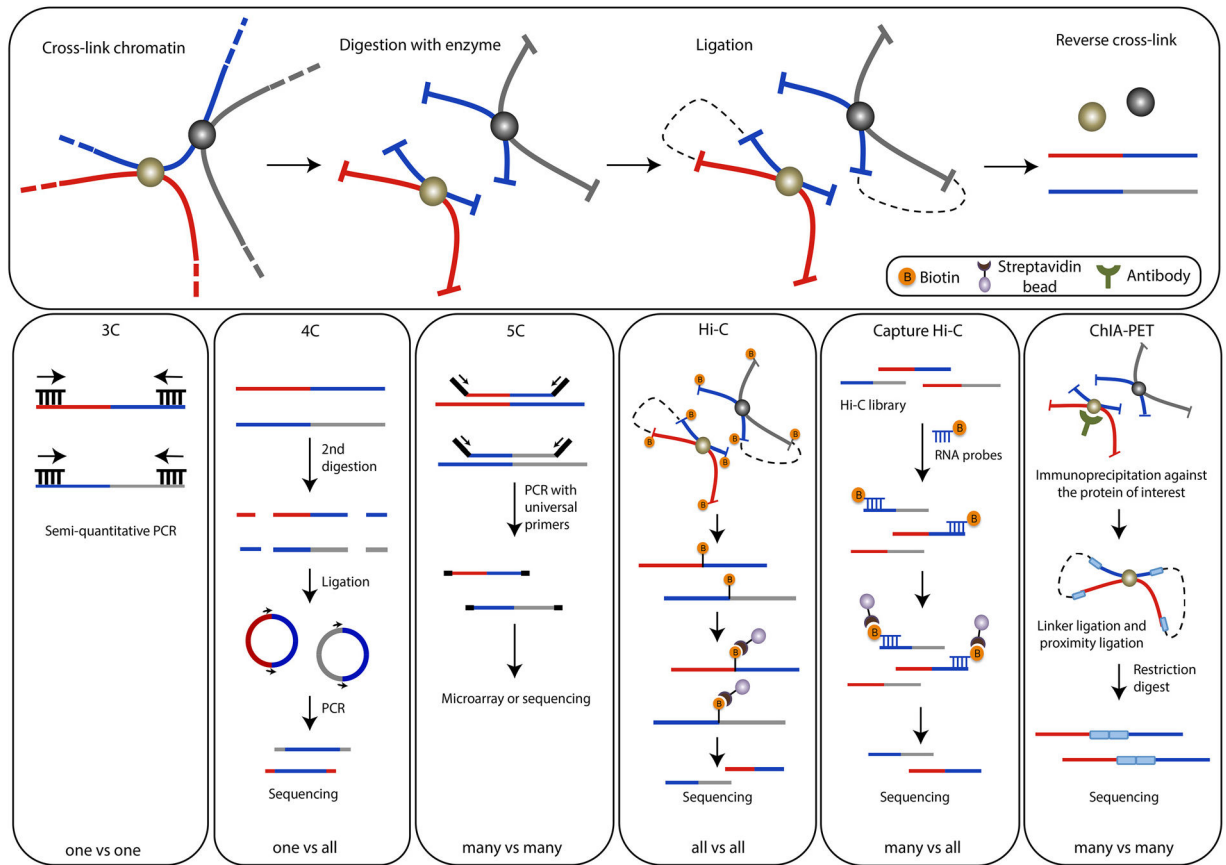 Cross-link chromatin
Digestion with enzyme
Ligation
Reverse cross-link
B Biotin
Streptavidin
bead
Antibody
3C
Semi-quantitative PCR
one vs one
4C
2nd
digestion
Ligation
PCR
Sequencing
one vs all
5C
PCR with
universal
primers
Microarray or sequencing
many vs many
Hi-C
B
B
B
B
B
B
B
B
B
B
B
B
Sequencing
all vs all
Capture Hi-C
Hi-C library
B
RNA probes
B
B
B
B
Sequencing
many vs all
ChIA-PET
Immunoprecipitation against
the protein of interest
Linker ligation and
proximity ligation
Restriction
digest
Sequencing
many vs many